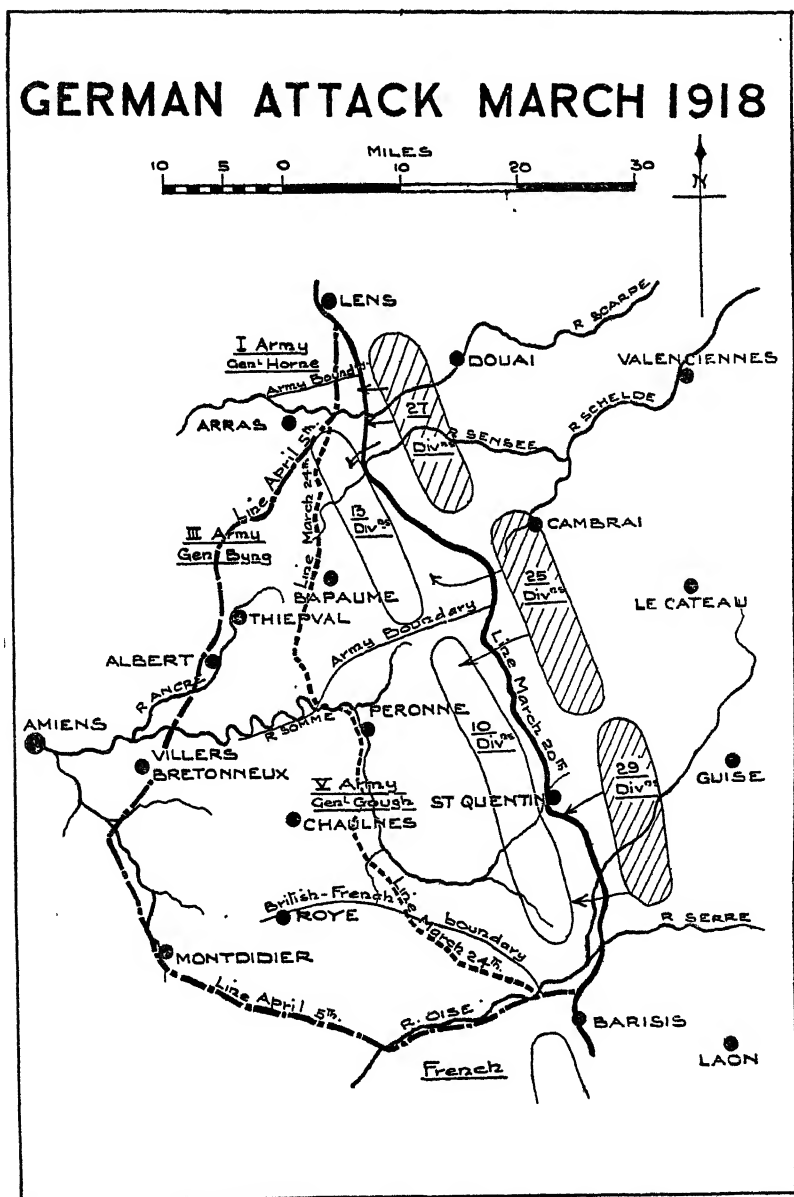 GERMAN ATTACK MARCH 1918
MILES
10 5 0 10 20 30
N
LENS
R SCARPE
I Army
Genl. Horne
DOUAI
VALENCIENNES
Army Boundy.
27
Divns
R SCHELDE
ARRAS
R SENSEE
Line April 5th.
Line March 24th.
13
Divns
CAMBRAI
III Army
Gen Byng
BAPAUME
25
Divns
LE CATEAU
THIEPVAL
Army Boundary
Line March 20th
ALBERT
R ANCRE
AMIENS
R SOMME
PERONNE
10
Divns
29
Divns
VILLERS
BRETONNEUX
GUISE
V Army
Genl. Gough
ST QUENTIN
CHAULNES
British-French
boundary
ROYE
Line
March 24th.
R SERRE
MONTDIDIER
Line April 5th.
R. OISE
BARISIS
French
LAON